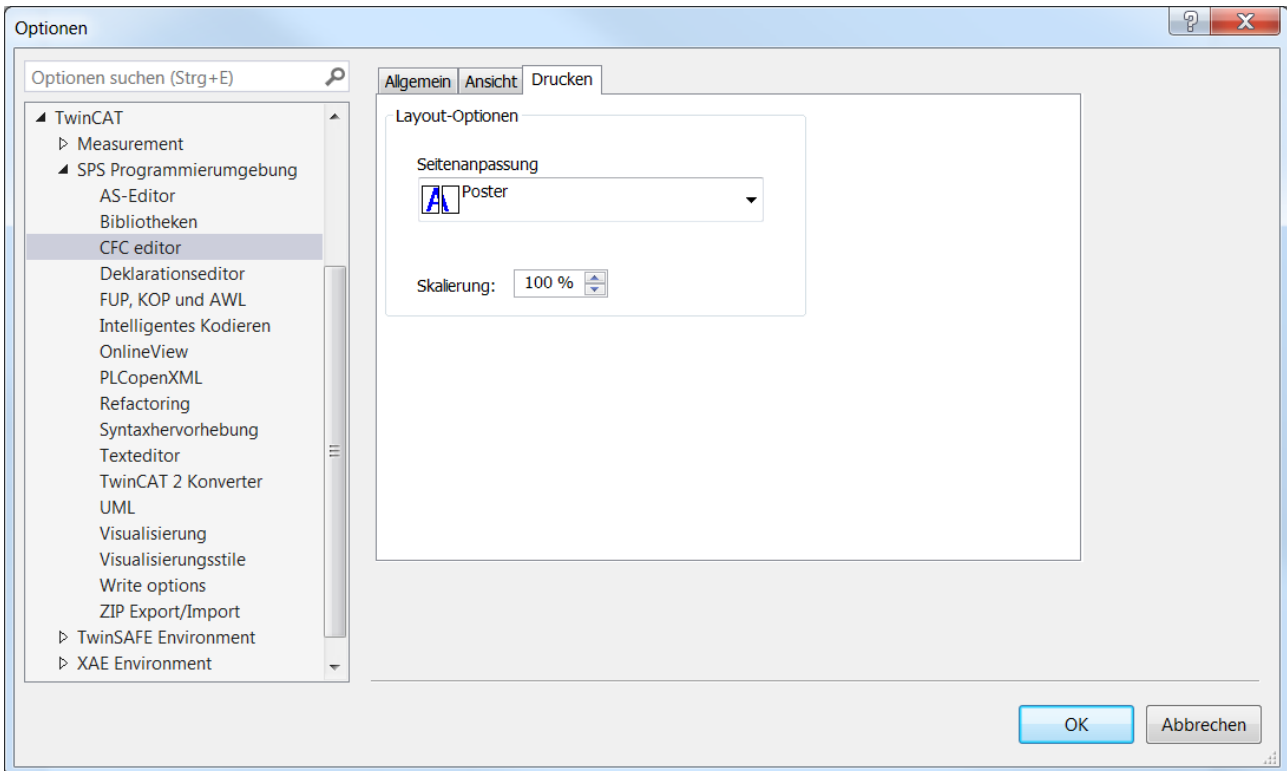 Optionen
Optionen suchen (Strg+E)
TwinCAT
Measurement
SPS Programmierumgebung
AS-Editor
Bibliotheken
CFC editor
Deklarationseditor
FUP, KOP und AWL
Intelligentes Kodieren
OnlineView
PLCopenXML
Refactoring
Syntaxhervorhebung
Texteditor
TwinCAT 2 Konverter
UML
Visualisierung
Visualisierungsstile
Write options
ZIP Export/Import
TwinSAFE Environment
XAE Environment
Allgemein Ansicht Drucken
Layout-Optionen
Seitenanpassung
Poster
Skalierung: 100 %
OK Abbrechen